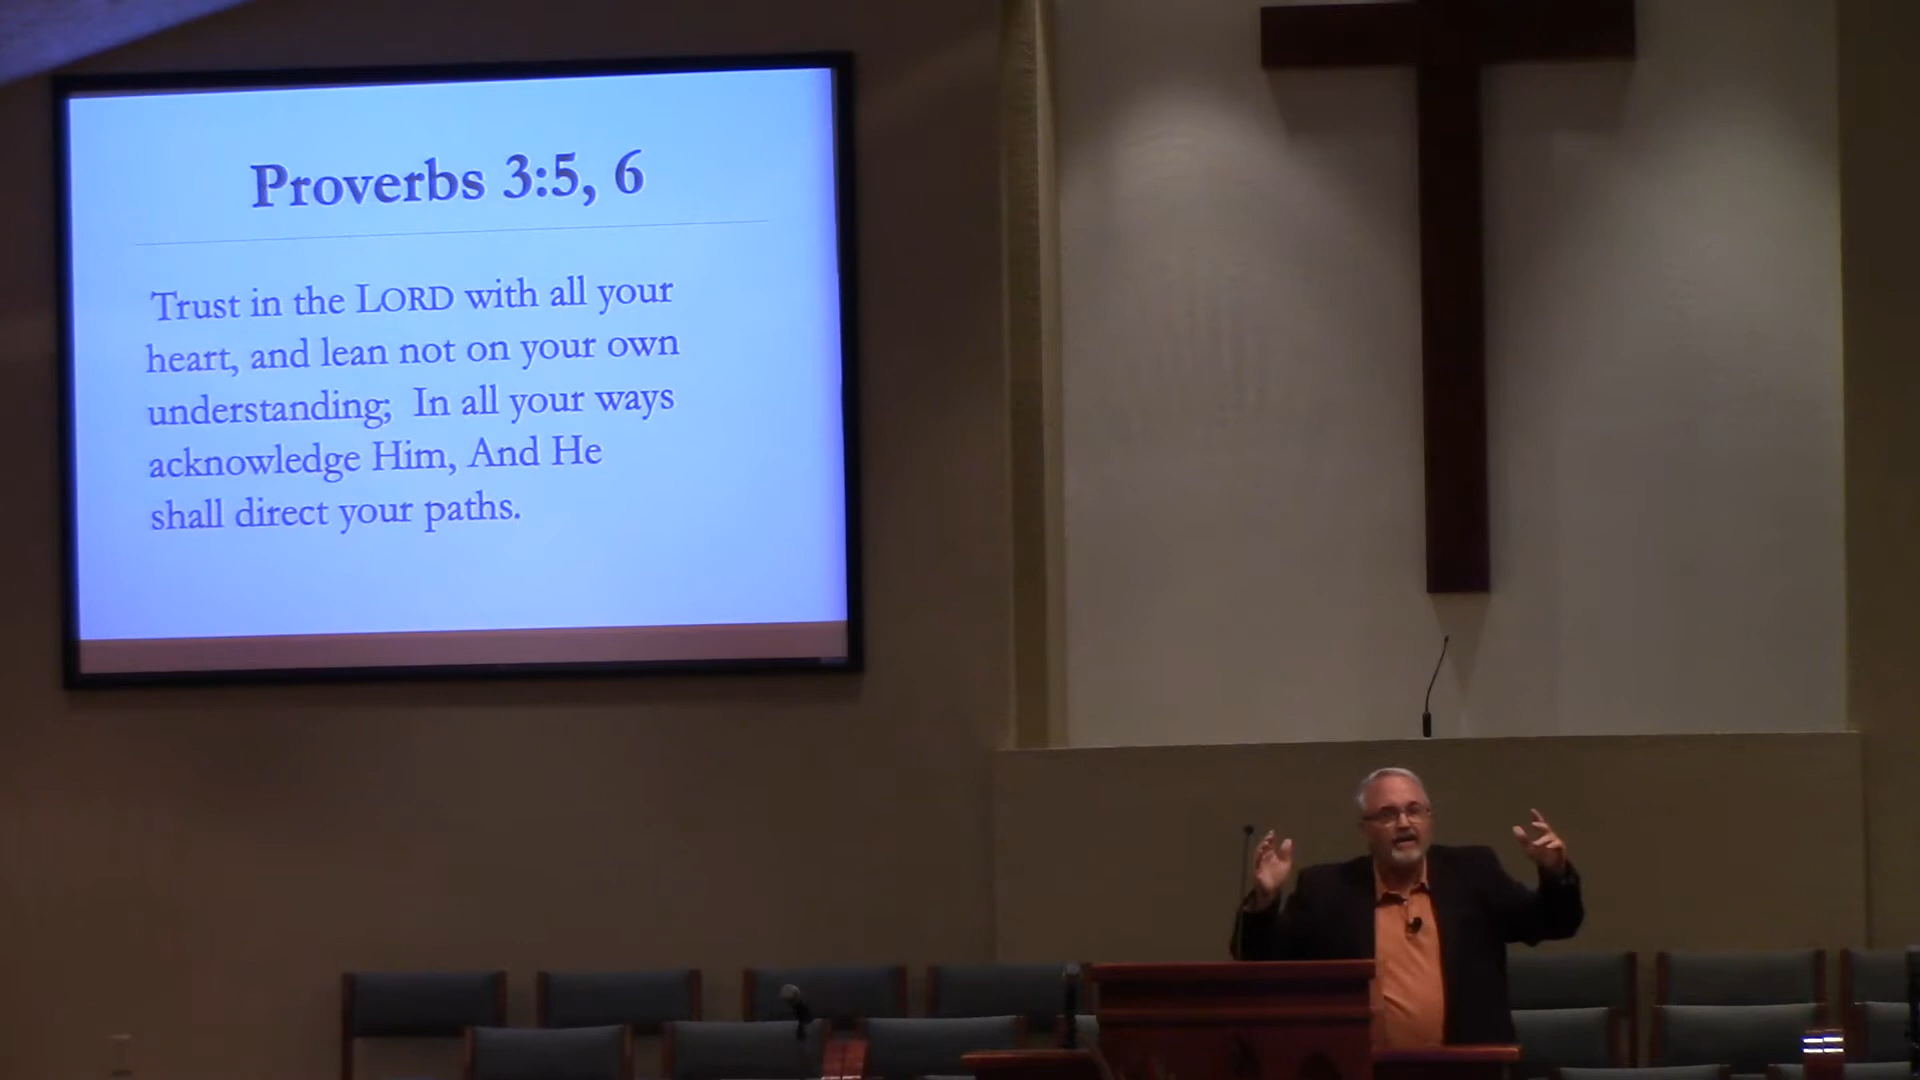 Proverbs 3:5, 6
Trust in the LORD with all your
heart, and lean not on your own
understanding;  In all your ways
acknowledge Him, And He
shall direct your paths.